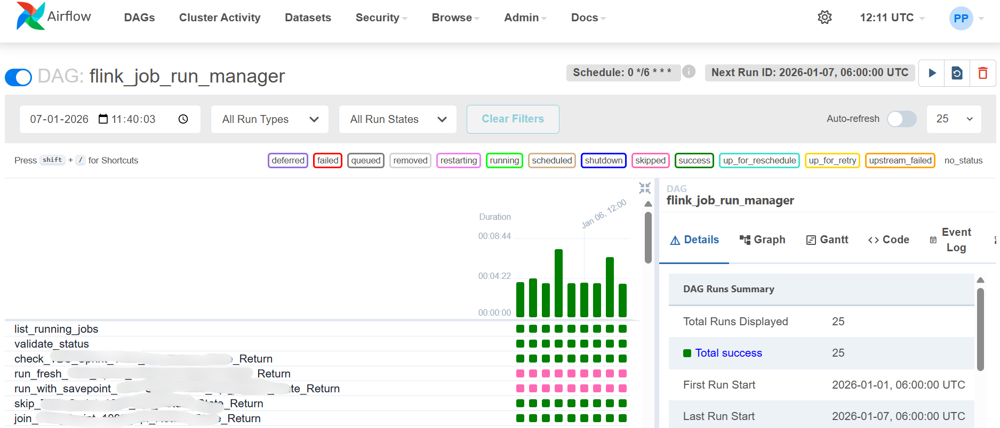 Airflow DAGs Cluster Activity Datasets Security Browse Admin Docs 12:11 UTC PP
DAG: flink_job_run_manager Schedule: 0 */6 * * * Next Run ID: 2026-01-07, 06:00:00 UTC
07-01-2026 11:40:03 All Run Types All Run States Clear Filters Auto-refresh 25
Press shift + / for Shortcuts deferred failed queued removed restarting running scheduled shutdown skipped success up_for_reschedule up_for_retry upstream_failed no_status
Duration
Jan 06, 12:00
00:08:44
00:04:22
00:00:00
list_running_jobs
validate_status
check_ _Return
run_fresh_ _Return
run_with_savepoint_ te_Return
skip_ _Return
join_ e_Return
DAG
flink_job_run_manager
Details Graph Gantt Code Event Log
DAG Runs Summary
Total Runs Displayed 25
Total success 25
First Run Start 2026-01-01, 06:00:00 UTC
Last Run Start 2026-01-07, 06:00:00 UTC